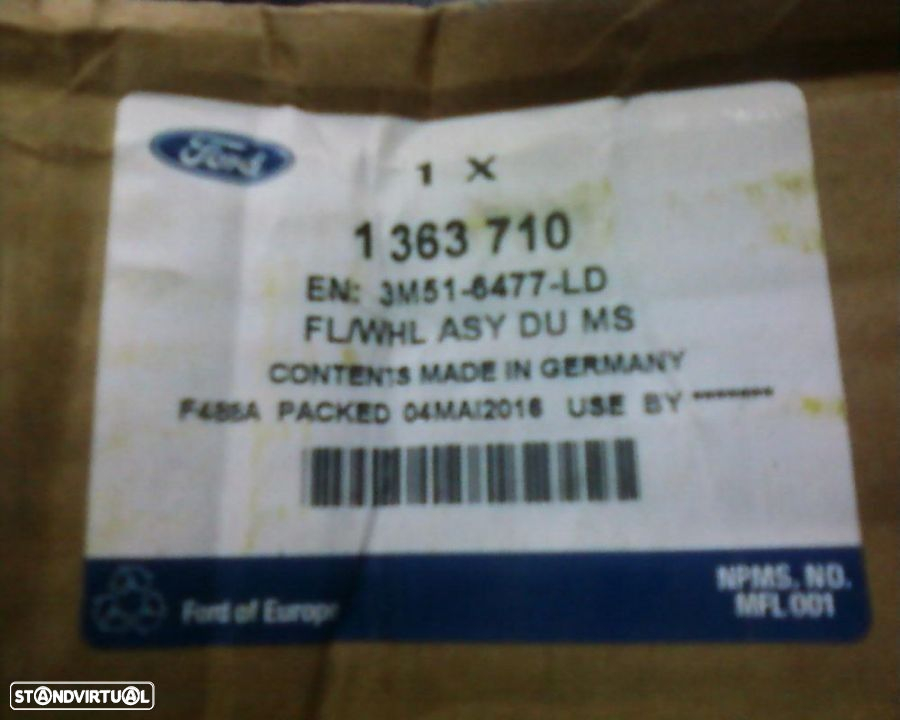 Ford
1 X
1 363 710
EN: 3M51-6477-LD
FL/WHL ASY DU MS
CONTENTS MADE IN GERMANY
PACKED 04MAI2016 USE BY -------
Ford of Europe
NPMS. NO.
MFL 001
STANDVIRTUAL